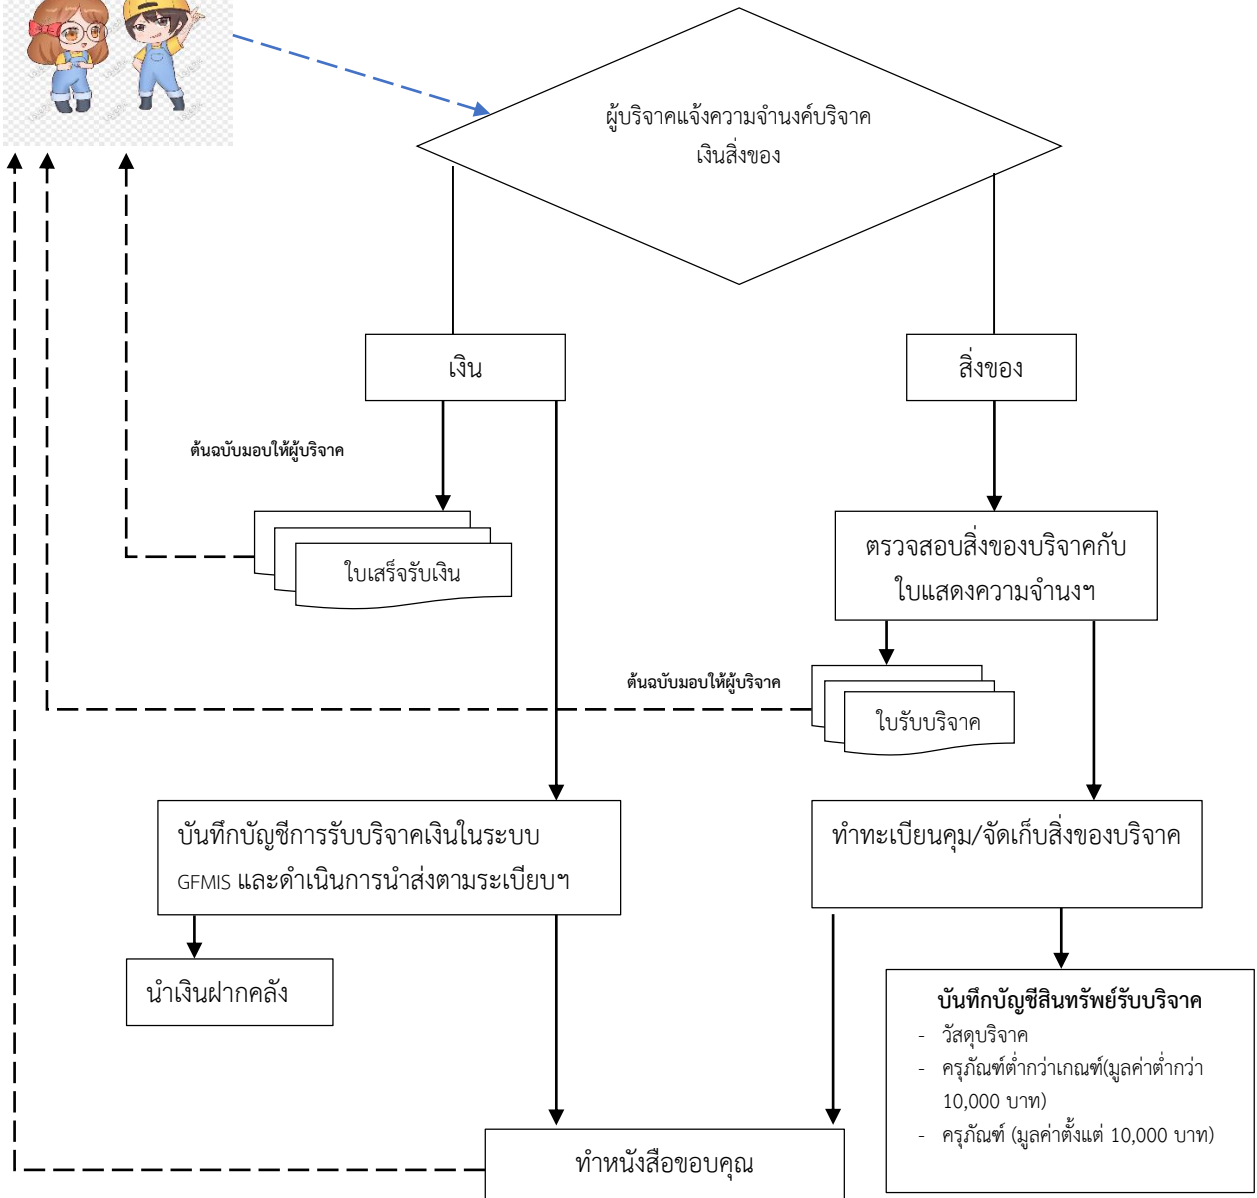 ผู้บริจาคแจ้งความจำนงค์บริจาค
เงินสิ่งของ
เงิน
สิ่งของ
ต้นฉบับมอบให้ผู้บริจาค
ใบเสร็จรับเงิน
ตรวจสอบสิ่งของบริจาคกับ
ใบแสดงความจำนงฯ
ต้นฉบับมอบให้ผู้บริจาค
ใบรับบริจาค
บันทึกบัญชีการรับบริจาคเงินในระบบ
GFMIS และดำเนินการนำส่งตามระเบียบฯ
ทำทะเบียนคุม/จัดเก็บสิ่งของบริจาค
นำเงินฝากคลัง
บันทึกบัญชีสินทรัพย์รับบริจาค
- วัสดุบริจาค
- ครุภัณฑ์ต่ำกว่าเกณฑ์(มูลค่าต่ำกว่า
10,000 บาท)
- ครุภัณฑ์ (มูลค่าตั้งแต่ 10,000 บาท)
ทำหนังสือขอบคุณ